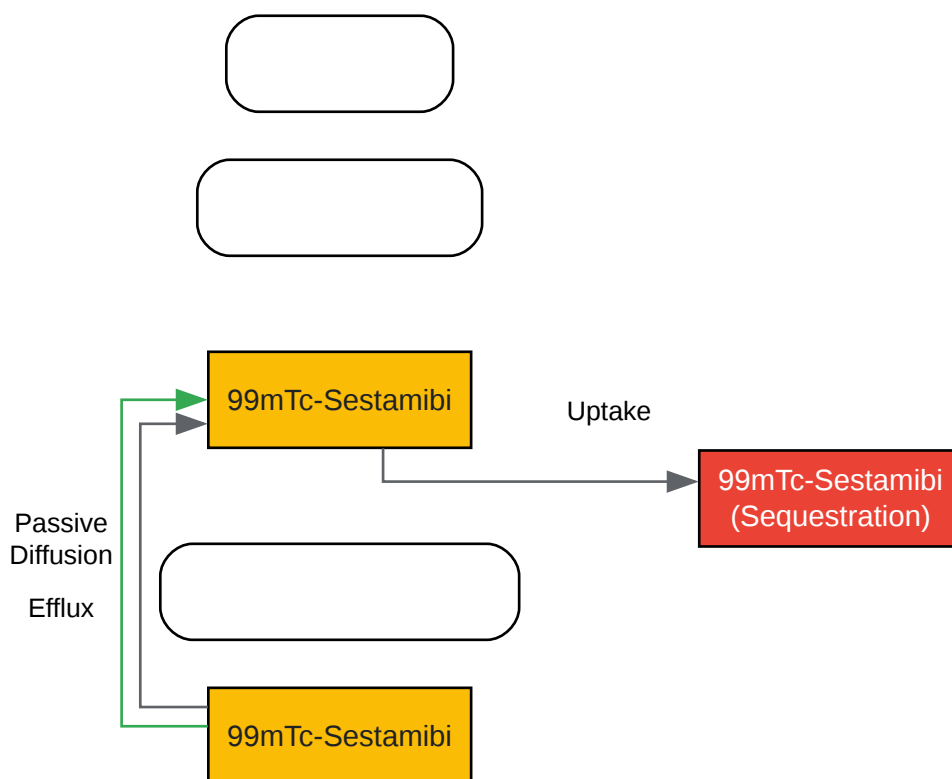 99mTc-Sestamibi
Uptake
99mTc-Sestamibi
(Sequestration)
Passive
Diffusion
Efflux
99mTc-Sestamibi